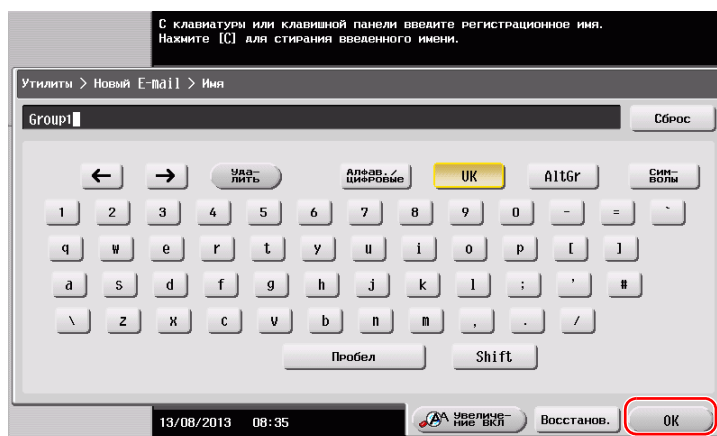 С клавиатуры или клавишной панели введите регистрационное имя.
Нажмите [C] для стирания введенного имени.
Утилиты > Новый E-mail > Имя
Group1
Сброс
← → Уда-
лить
Алфав./
цифровые
UK AltGr
Сим-
волы
1 2 3 4 5 6 7 8 9 0 - = `
q w e r t y u i o p [ ]
a s d f g h j k l ; ' #
\ z x c v b n m , . /
Пробел Shift
13/08/2013 08:35
Увеличе-
ние вкл
Восстанов. OK